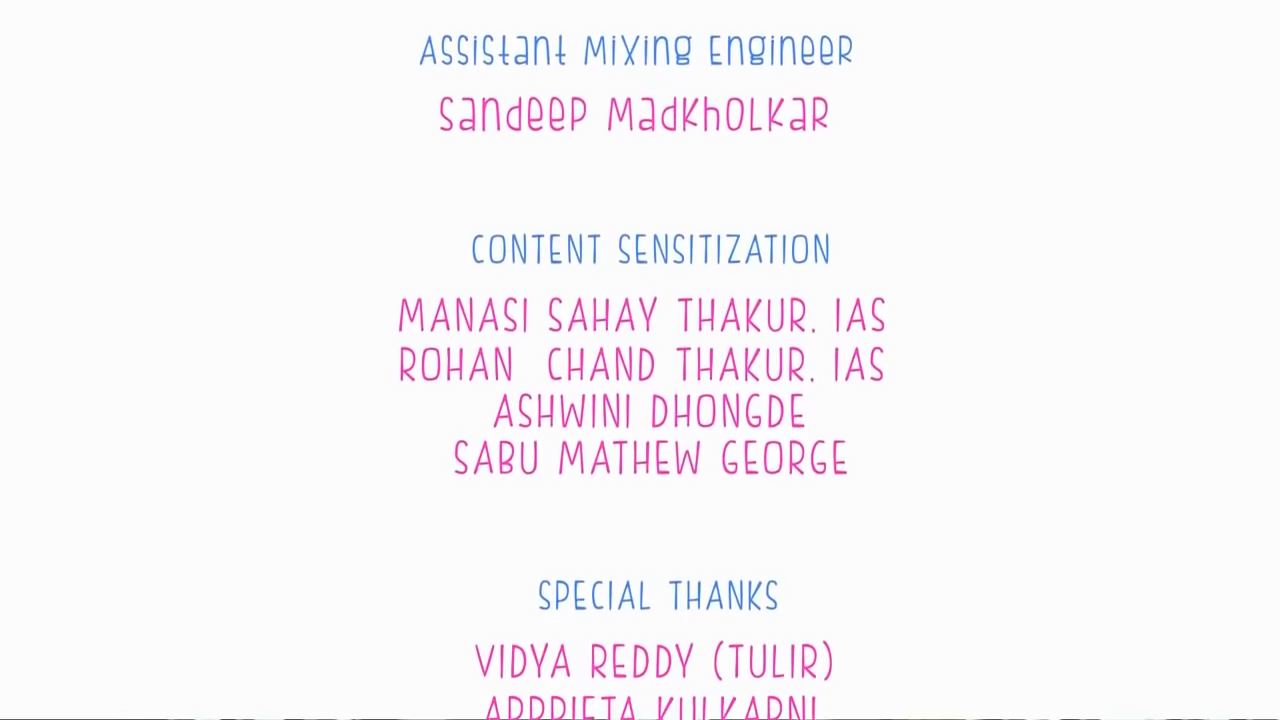 Assistant Mixing Engineer
Sandeep Madkholkar
CONTENT SENSITIZATION
MANASI SAHAY THAKUR. IAS
ROHAN CHAND THAKUR. IAS
ASHWINI DHONGDE
SABU MATHEW GEORGE
SPECIAL THANKS
VIDYA REDDY (TULIR)
KULKARNI